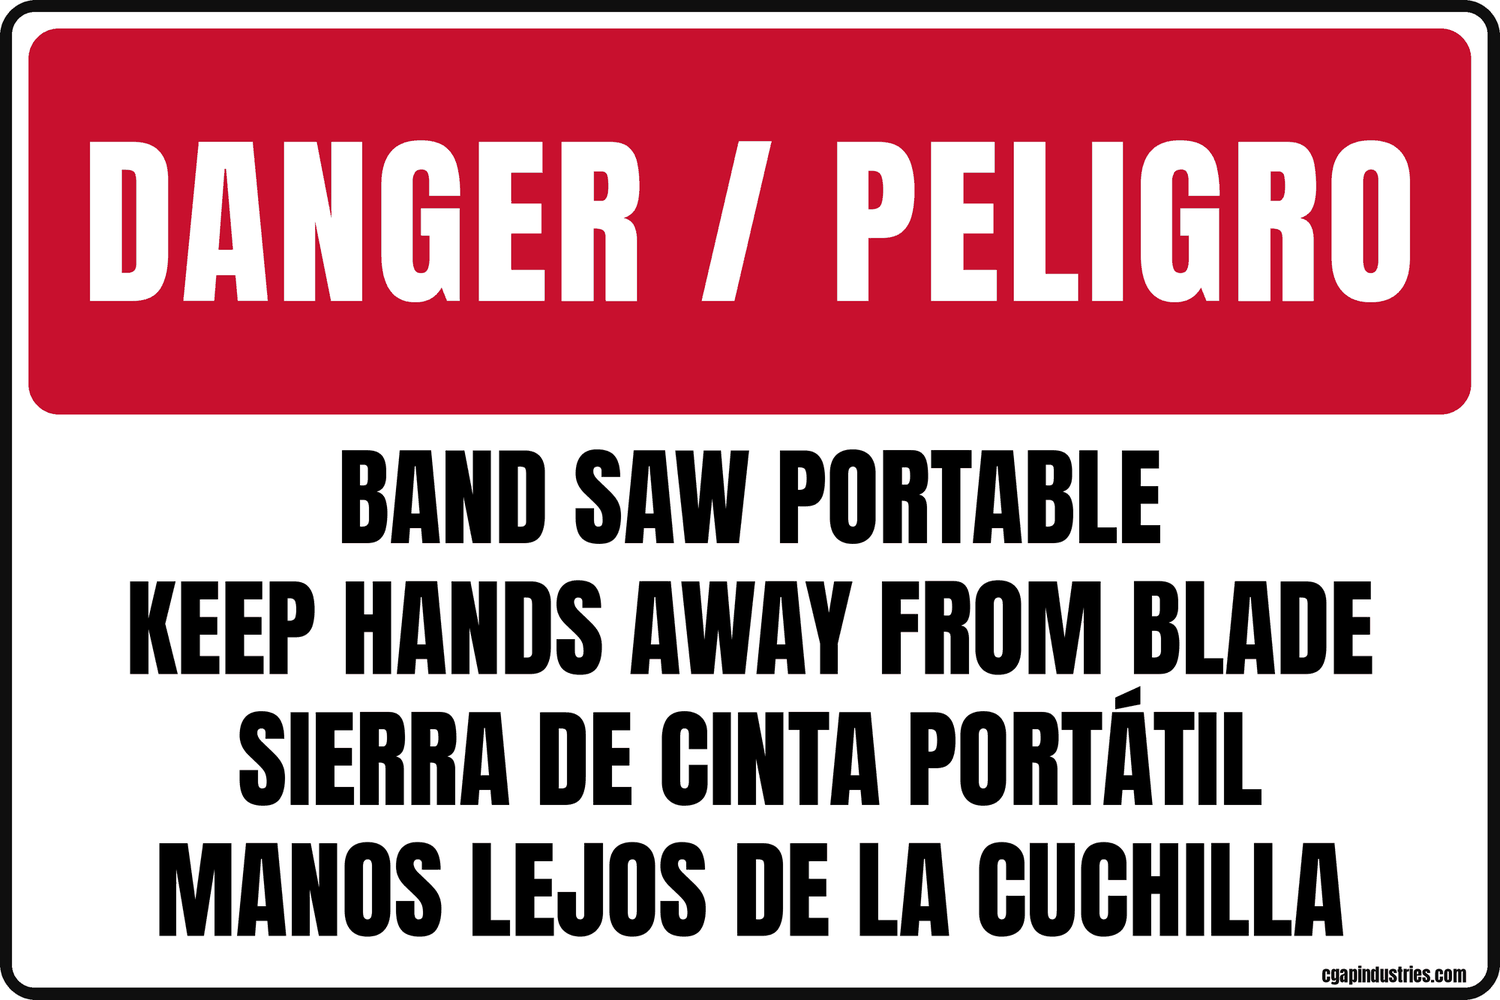 DANGER / PELIGRO
BAND SAW PORTABLE
KEEP HANDS AWAY FROM BLADE
SIERRA DE CINTA PORTÁTIL
MANOS LEJOS DE LA CUCHILLA
cgapindustries.com